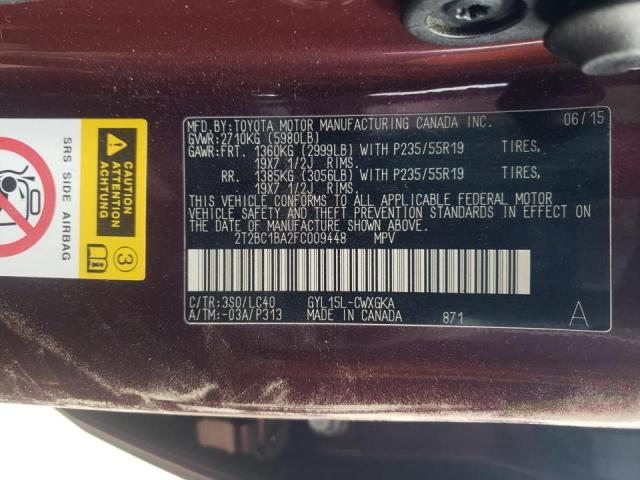 MFD.BY:TOYOTA MOTOR MANUFACTURING CANADA INC. 06/15
GVWR:2710KG (5980LB)
GAWR:FRT. 1360KG (2999LB) WITH P235/55R19 TIRES,
19X7 1/2J RIMS.
RR. 1385KG (3056LB) WITH P235/55R19 TIRES,
19X7 1/2J RIMS.
THIS VEHICLE CONFORMS TO ALL APPLICABLE FEDERAL MOTOR
VEHICLE SAFETY AND THEFT PREVENTION STANDARDS IN EFFECT ON
THE DATE OF MANUFACTURE SHOWN ABOVE.
2T2BC1BA2FC009448 MPV
C/TR:3S0/LC40 GYL15L-CWXGKA
A/TM:-03A/P313 MADE IN CANADA 871 A
SRS SIDE AIRBAG
CAUTION
ATTENTION
ACHTUNG
3